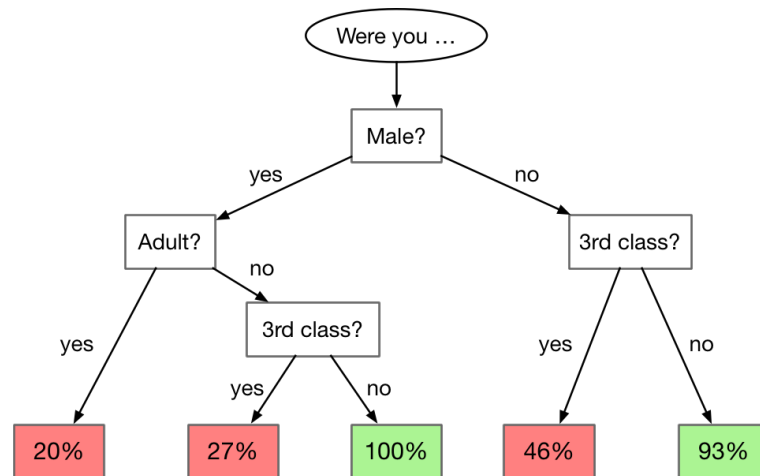 Were you …
Male?
yes
no
Adult?
3rd class?
no
3rd class?
yes
yes
no
yes
no
20%
27%
100%
46%
93%